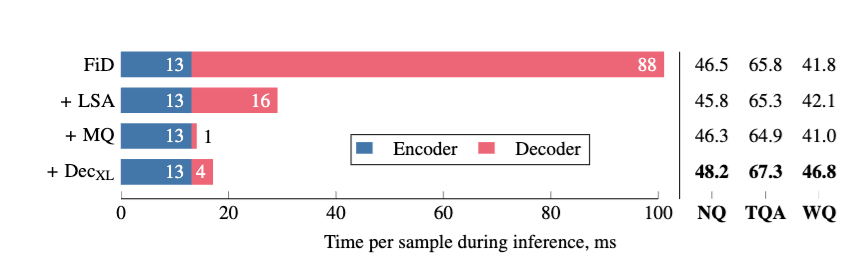 FiD 13 88 46.5 65.8 41.8
+ LSA 13 16 45.8 65.3 42.1
+ MQ 13 1 46.3 64.9 41.0
Encoder Decoder
+ DecXL 13 4 48.2 67.3 46.8
0 20 40 60 80 100 NQ TQA WQ
Time per sample during inference, ms